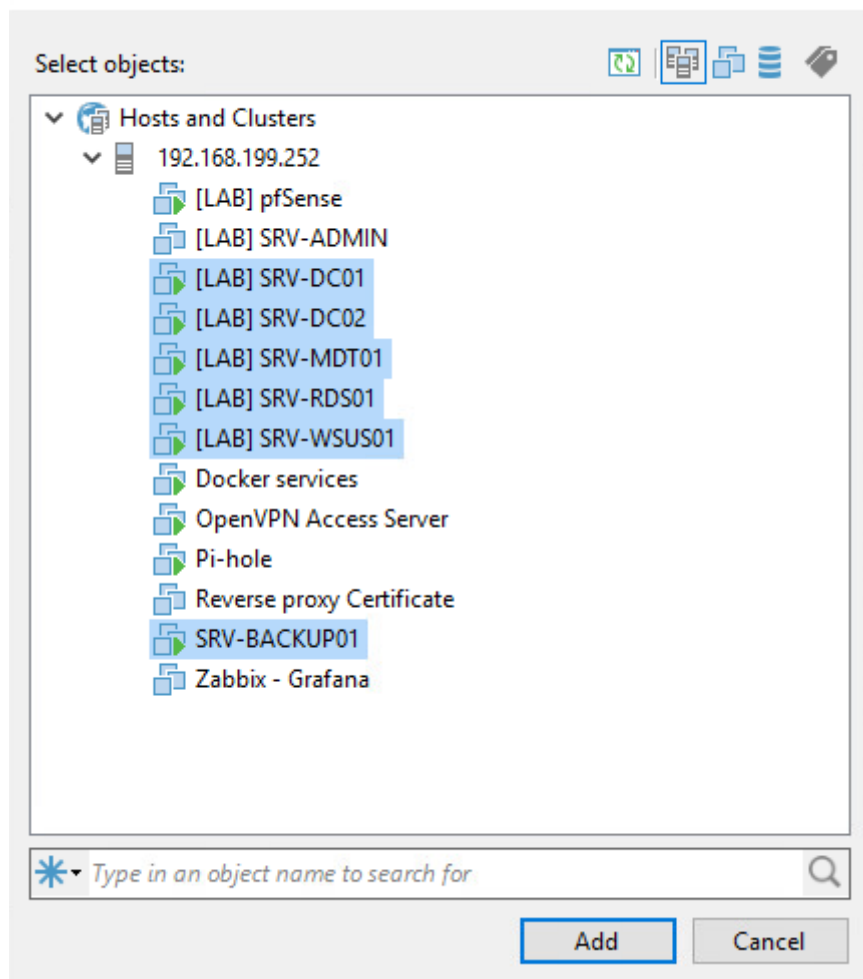 Select objects:
Hosts and Clusters
192.168.199.252
[LAB] pfSense
[LAB] SRV-ADMIN
[LAB] SRV-DC01
[LAB] SRV-DC02
[LAB] SRV-MDT01
[LAB] SRV-RDS01
[LAB] SRV-WSUS01
Docker services
OpenVPN Access Server
Pi-hole
Reverse proxy Certificate
SRV-BACKUP01
Zabbix - Grafana
Type in an object name to search for
Add Cancel